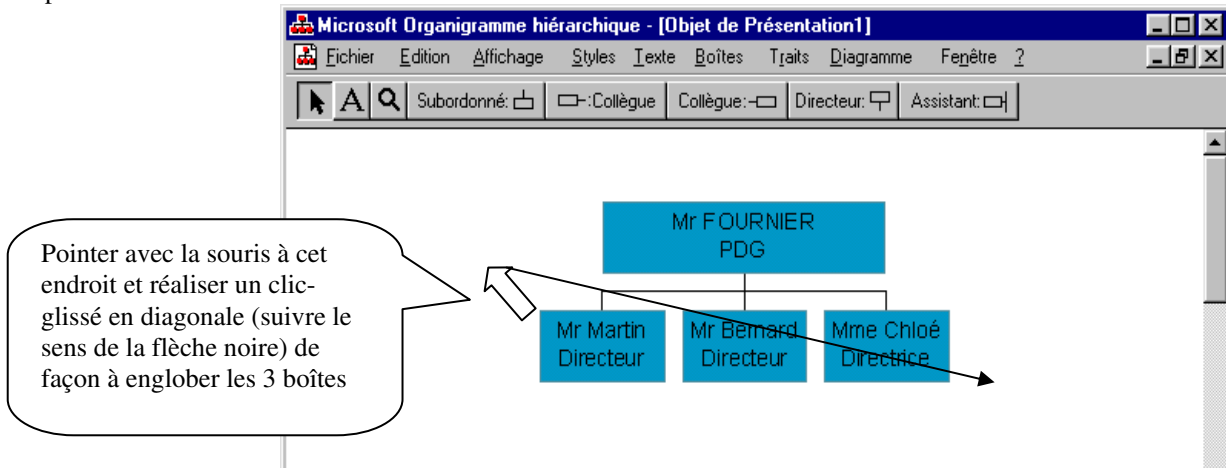 Microsoft Organigramme hiérarchique - [Objet de Présentation1]
Fichier Edition Affichage Styles Texte Boîtes Traits Diagramme Fenêtre ?
A Subordonné: :Collègue Collègue: Directeur: Assistant:
Mr FOURNIER
PDG
Pointer avec la souris à cet
endroit et réaliser un clic-
glissé en diagonale (suivre le
sens de la flèche noire) de
façon à englober les 3 boîtes
Mr Martin Mr Bernard Mme Chloé
Directeur Directeur Directrice